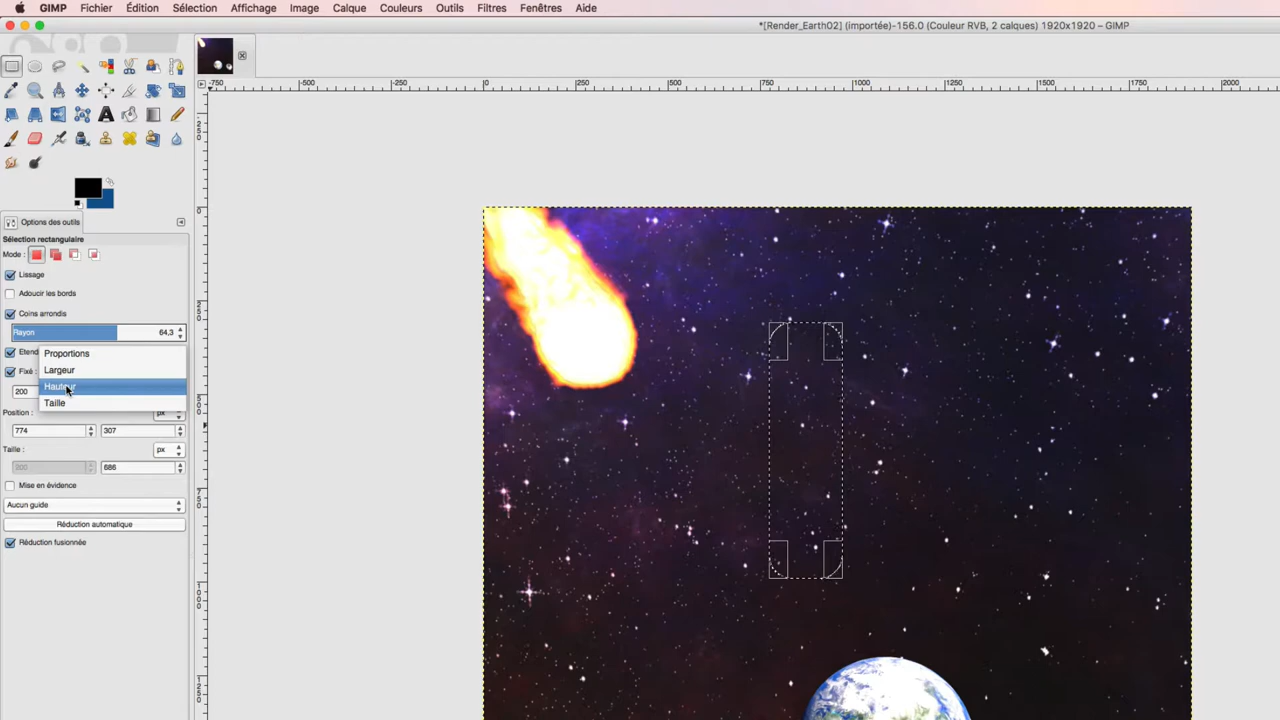 GIMP Fichier Édition Sélection Affichage Image Calque Couleurs Outils Filtres Fenêtres Aide
*[Render_Earth02] (importée)-156.0 (Couleur RVB, 2 calques) 1920x1920 – GIMP
-750 -500 -250 0 250 500 750 1000 1250 1500 1750 2000
Options des outils
Sélection rectangulaire
Mode :
Lissage
Adoucir les bords
Coins arrondis
Rayon 64,3
Etend
Proportions
Fixé :
Largeur
Hauteur
200
Taille
Position : px
774 307
Taille : px
200 686
Mise en évidence
Aucun guide
Réduction automatique
Réduction fusionnée